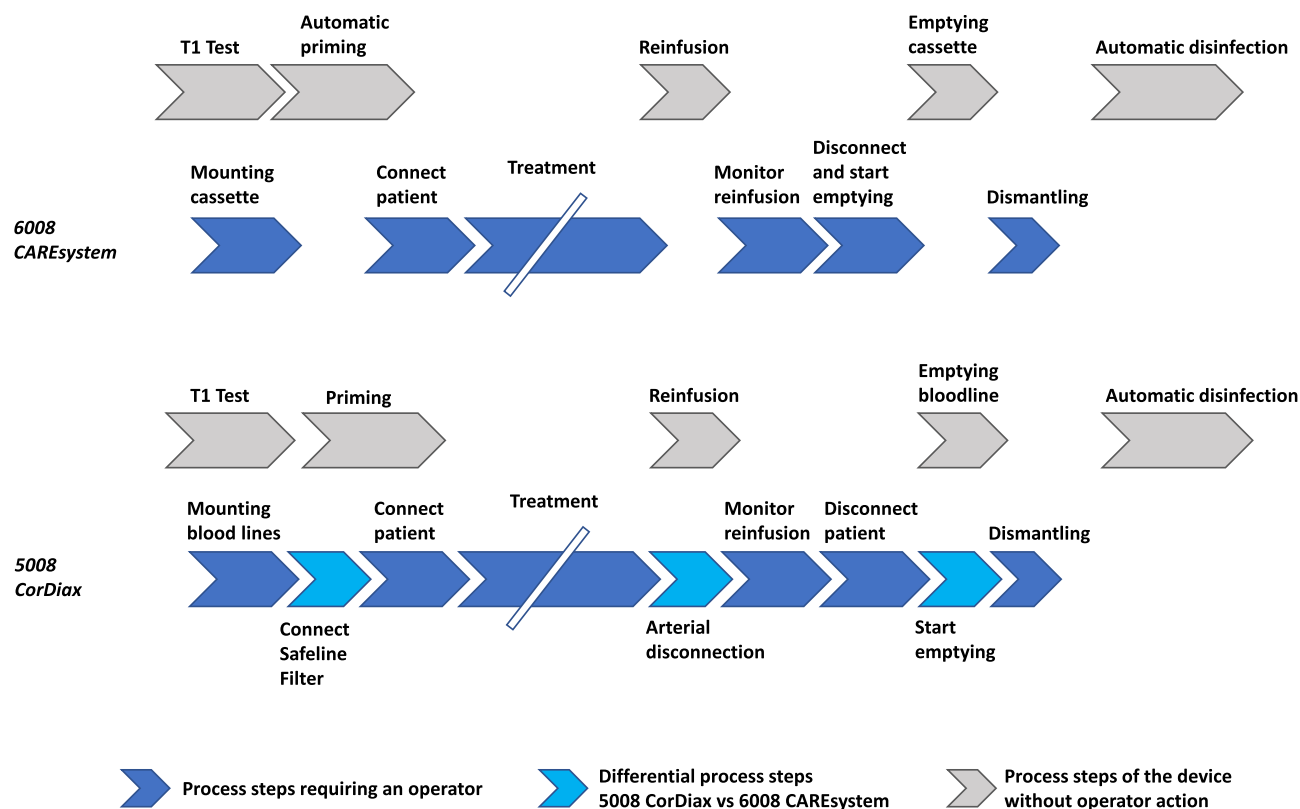 T1 Test
Automatic
priming
Reinfusion
Emptying
cassette
Automatic disinfection
6008
CAREsystem
Mounting
cassette
Connect
patient
Treatment
Monitor
reinfusion
Disconnect
and start
emptying
Dismantling
T1 Test
Priming
Reinfusion
Emptying
bloodline
Automatic disinfection
5008
CorDiax
Mounting
blood lines
Connect
Safeline
Filter
Connect
patient
Treatment
Arterial
disconnection
Monitor
reinfusion
Disconnect
patient
Start
emptying
Dismantling
Process steps requiring an operator
Differential process steps
5008 CorDiax vs 6008 CAREsystem
Process steps of the device
without operator action